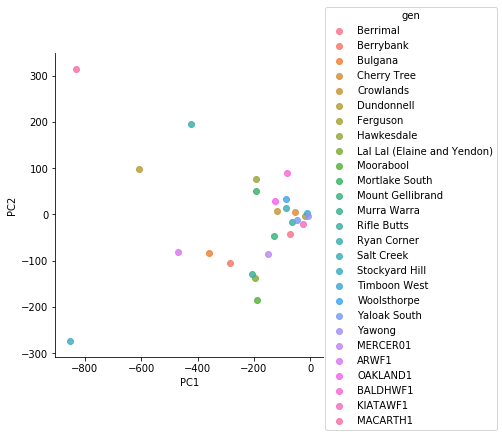 gen
Berrimal
Berrybank
Bulgana
Cherry Tree
Crowlands
Dundonnell
Ferguson
Hawkesdale
Lal Lal (Elaine and Yendon)
Moorabool
Mortlake South
Mount Gellibrand
Murra Warra
Rifle Butts
Ryan Corner
Salt Creek
Stockyard Hill
Timboon West
Woolsthorpe
Yaloak South
Yawong
MERCER01
ARWF1
OAKLAND1
BALDHWF1
KIATAWF1
MACARTH1
300
200
100
0
−100
−200
−300
PC2
−800
−600
−400
−200
0
PC1